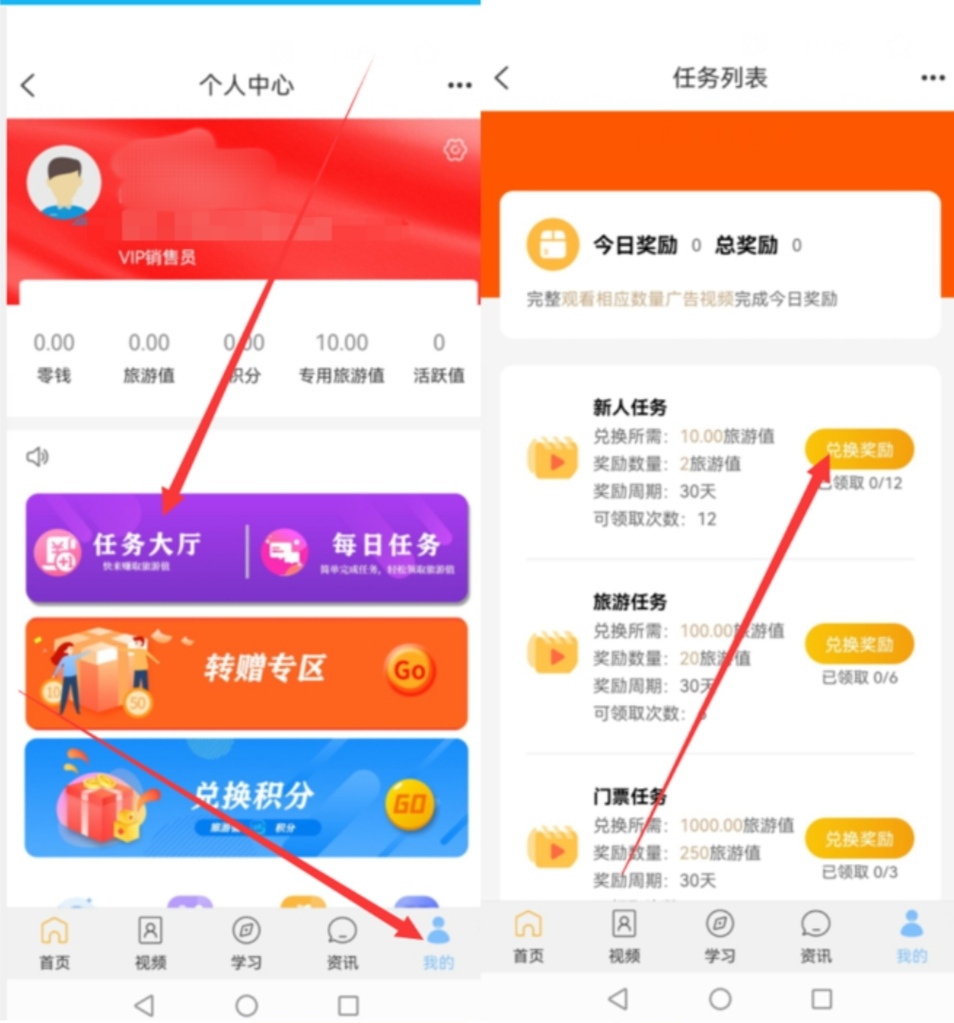 个人中心
VIP销售员
0.00 0.00 0.00 10.00 0
零钱 旅游值 积分 专用旅游值 活跃值
任务大厅
快来赚取旅游值
每日任务
简单完成任务，轻松领取旅游值
转赠专区
Go
10
50
兑换积分
旅游值 积分
GO
首页 视频 学习 资讯 我的
任务列表
今日奖励 0 总奖励 0
完整观看相应数量广告视频完成今日奖励
新人任务
兑换所需：10.00旅游值
奖励数量：2旅游值
奖励周期：30天
可领取次数：12
兑换奖励
已领取 0/12
旅游任务
兑换所需：100.00旅游值
奖励数量：20旅游值
奖励周期：30天
可领取次数：
兑换奖励
已领取 0/6
门票任务
兑换所需：1000.00旅游值
奖励数量：250旅游值
奖励周期：30天
兑换奖励
已领取 0/3
首页 视频 学习 资讯 我的